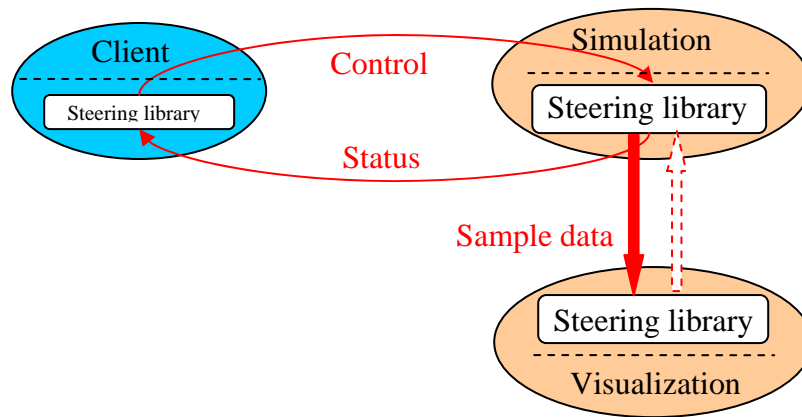 Client
Steering library
Control
Status
Simulation
Steering library
Sample data
Steering library
Visualization